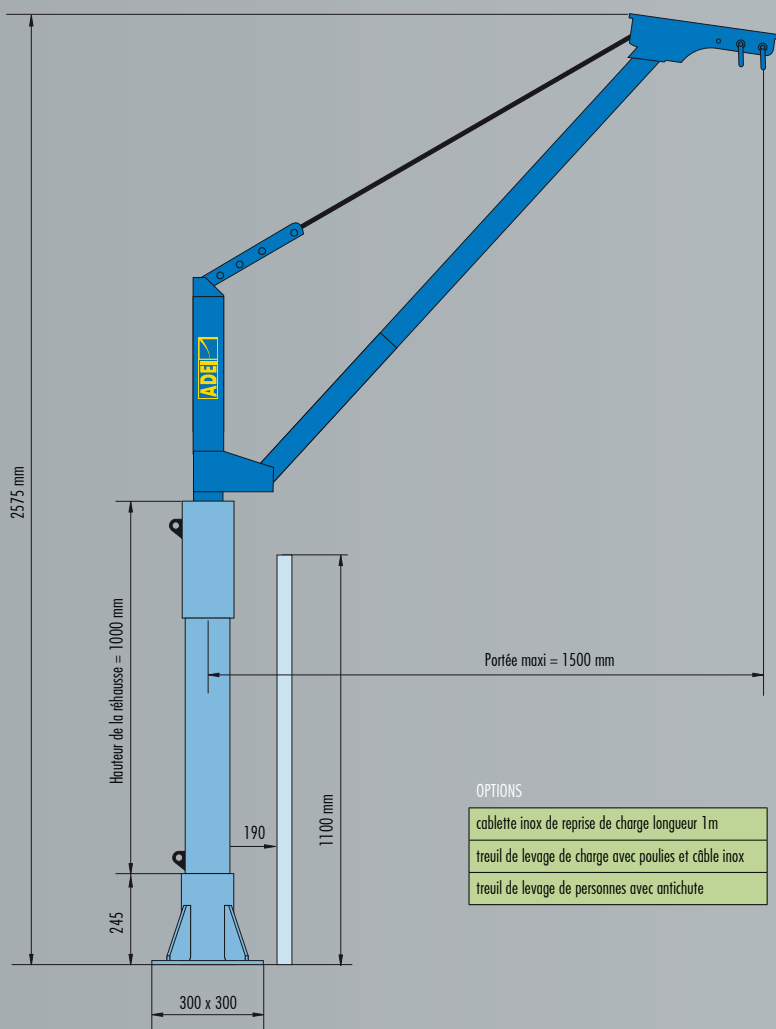 2575 mm
ADEI
Hauteur de la réhausse = 1000 mm
Portée maxi = 1500 mm
190
1100 mm
245
300 x 300
OPTIONS
cablette inox de reprise de charge longueur 1m
treuil de levage de charge avec poulies et câble inox
treuil de levage de personnes avec antichute